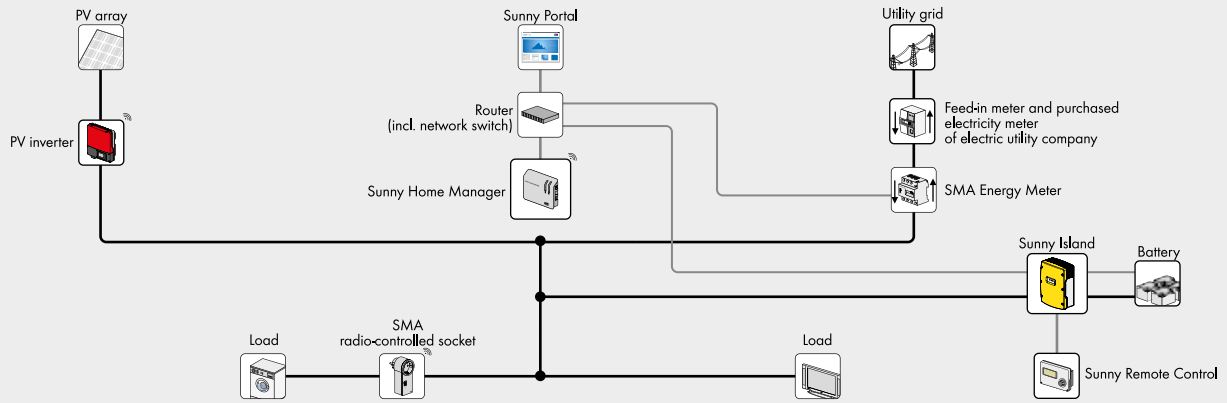 PV array
Sunny Portal
Utility grid
Router
(incl. network switch)
Feed-in meter and purchased
electricity meter
of electric utility company
PV inverter
Sunny Home Manager
SMA Energy Meter
Sunny Island
Battery
Load
SMA
radio-controlled socket
Load
Sunny Remote Control